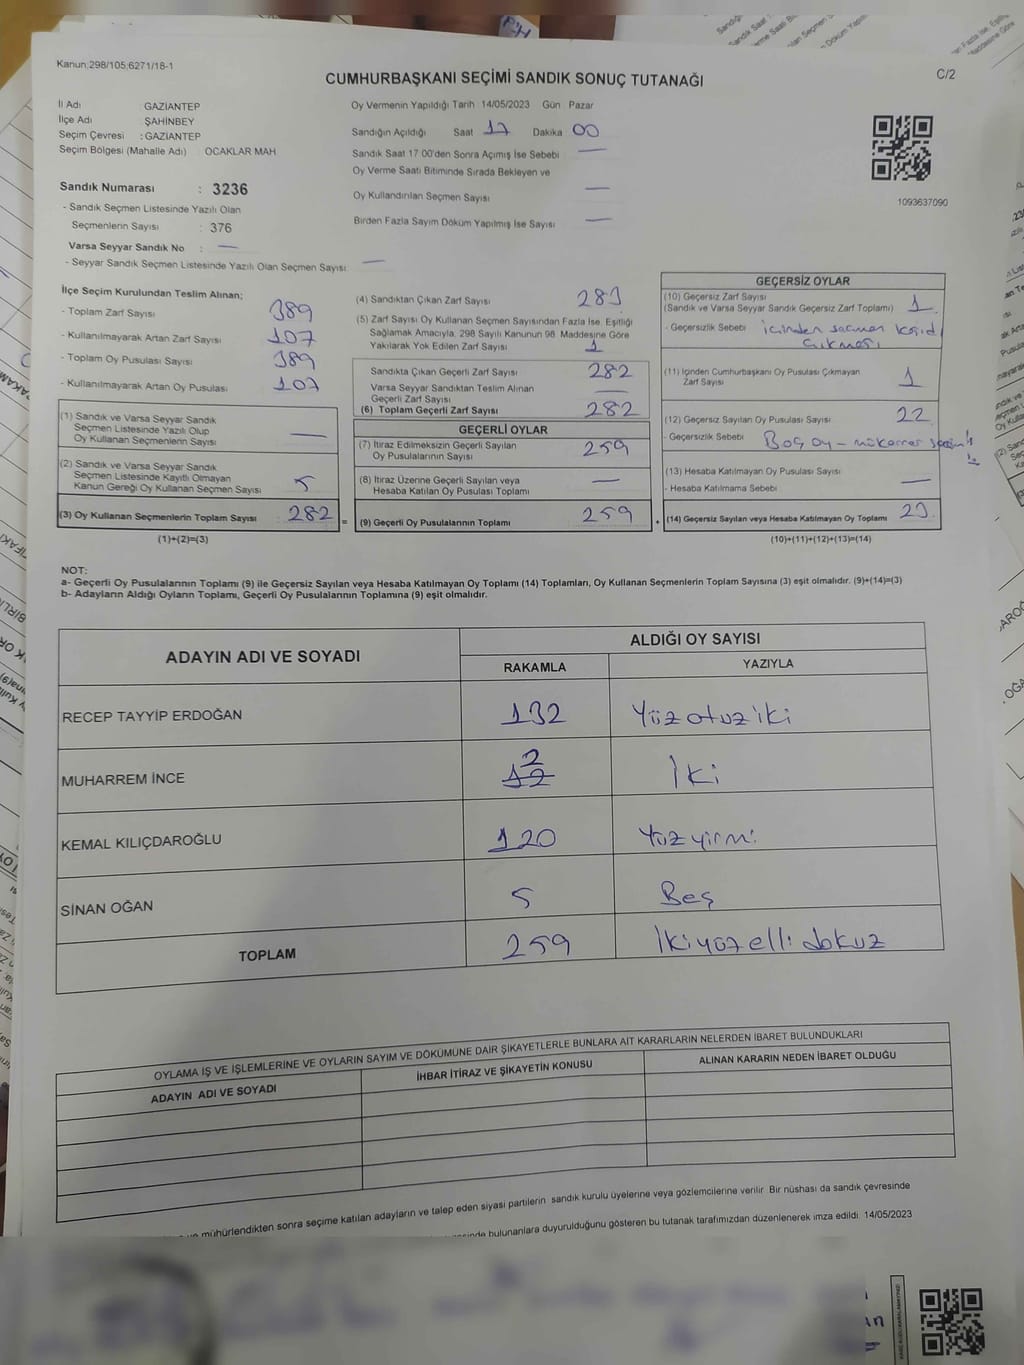 Kanun:298/105;6271/18-1
CUMHURBAŞKANI SEÇİMİ SANDIK SONUÇ TUTANAĞI
C/2
İl Adı GAZİANTEP
İlçe Adı ŞAHİNBEY
Seçim Çevresi : GAZİANTEP
Seçim Bölgesi (Mahalle Adı) OCAKLAR MAH
Oy Vermenin Yapıldığı Tarih 14/05/2023 Gün Pazar
Sandığın Açıldığı Saat 17 Dakika 00
Sandık Saat 17 00'den Sonra Açımış İse Sebebi —
Oy Verme Saati Bitiminde Sırada Bekleyen ve
Oy Kullandırılan Seçmen Sayısı —
Birden Fazla Sayım Döküm Yapılmış İse Sayısı —
1093637090
Sandık Numarası : 3236
- Sandık Seçmen Listesinde Yazılı Olan
Seçmenlerin Sayısı : 376
Varsa Seyyar Sandık No : —
- Seyyar Sandık Seçmen Listesinde Yazılı Olan Seçmen Sayısı: —
İlçe Seçim Kurulundan Teslim Alınan;
- Toplam Zarf Sayısı 389
- Kullanılmayarak Artan Zarf Sayısı 107
- Toplam Oy Pusulası Sayısı 389
- Kullanılmayarak Artan Oy Pusulası 107
(1) Sandık ve Varsa Seyyar Sandık
Seçmen Listesinde Yazılı Olup
Oy Kullanan Seçmenlerin Sayısı —
(2) Sandık ve Varsa Seyyar Sandık
Seçmen Listesinde Kayıtlı Olmayan
Kanun Gereği Oy Kullanan Seçmen Sayısı 5
(3) Oy Kullanan Seçmenlerin Toplam Sayısı 282 =
(1)+(2)=(3)
(4) Sandıktan Çıkan Zarf Sayısı 283
(5) Zarf Sayısı Oy Kullanan Seçmen Sayısından Fazla İse, Eşitliği
Sağlamak Amacıyla, 298 Sayılı Kanunun 98. Maddesine Göre
Yakılarak Yok Edilen Zarf Sayısı 1
Sandıkta Çıkan Geçerli Zarf Sayısı 282
Varsa Seyyar Sandıktan Teslim Alınan
Geçerli Zarf Sayısı —
(6) Toplam Geçerli Zarf Sayısı 282
GEÇERLİ OYLAR
(7) İtiraz Edilmeksizin Geçerli Sayılan
Oy Pusulalarının Sayısı 259
(8) İtiraz Üzerine Geçerli Sayılan veya
Hesaba Katılan Oy Pusulası Toplamı —
(9) Geçerli Oy Pusulalarının Toplamı 259 +
GEÇERSİZ OYLAR
(10) Geçersiz Zarf Sayısı
(Sandık ve Varsa Seyyar Sandık Geçersiz Zarf Toplamı) 1
- Geçersizlik Sebebi içinden saçman kağıd
çıkması
(11) İçinden Cumhurbaşkanı Oy Pusulası Çıkmayan
Zarf Sayısı 1
(12) Geçersiz Sayılan Oy Pusulası Sayısı 22
- Geçersizlik Sebebi Boş oy - mükerrer
(13) Hesaba Katılmayan Oy Pusulası Sayısı —
- Hesaba Katılmama Sebebi
(14) Geçersiz Sayılan veya Hesaba Katılmayan Oy Toplamı 23
(10)+(11)+(12)+(13)=(14)
NOT:
a- Geçerli Oy Pusulalarının Toplamı (9) ile Geçersiz Sayılan veya Hesaba Katılmayan Oy Toplamı (14) Toplamları, Oy Kullanan Seçmenlerin Toplam Sayısına (3) eşit olmalıdır. (9)+(14)=(3)
b- Adayların Aldığı Oyların Toplamı, Geçerli Oy Pusulalarının Toplamına (9) eşit olmalıdır.
ADAYIN ADI VE SOYADI
ALDIĞI OY SAYISI
RAKAMLA YAZIYLA
RECEP TAYYİP ERDOĞAN 132 Yüz otuz iki
MUHARREM İNCE 12 2 İki
KEMAL KILIÇDAROĞLU 120 Yüz yirmi
SİNAN OĞAN 5 Beş
TOPLAM 259 İki yüz elli dokuz
OYLAMA İŞ VE İŞLEMLERİNE VE OYLARIN SAYIM VE DÖKÜMÜNE DAİR ŞİKAYETLERLE BUNLARA AİT KARARLARIN NELERDEN İBARET BULUNDUKLARI
ADAYIN ADI VE SOYADI İHBAR İTİRAZ VE ŞİKAYETİN KONUSU ALINAN KARARIN NEDEN İBARET OLDUĞU
mühürlendikten sonra seçime katılan adayların ve talep eden siyasi partilerin sandık kurulu üyelerine veya gözlemcilerine verilir. Bir nüshası da sandık çevresinde
bulunanlara duyurulduğunu gösteren bu tutanak tarafımızdan düzenlenerek imza edildi. 14/05/2023